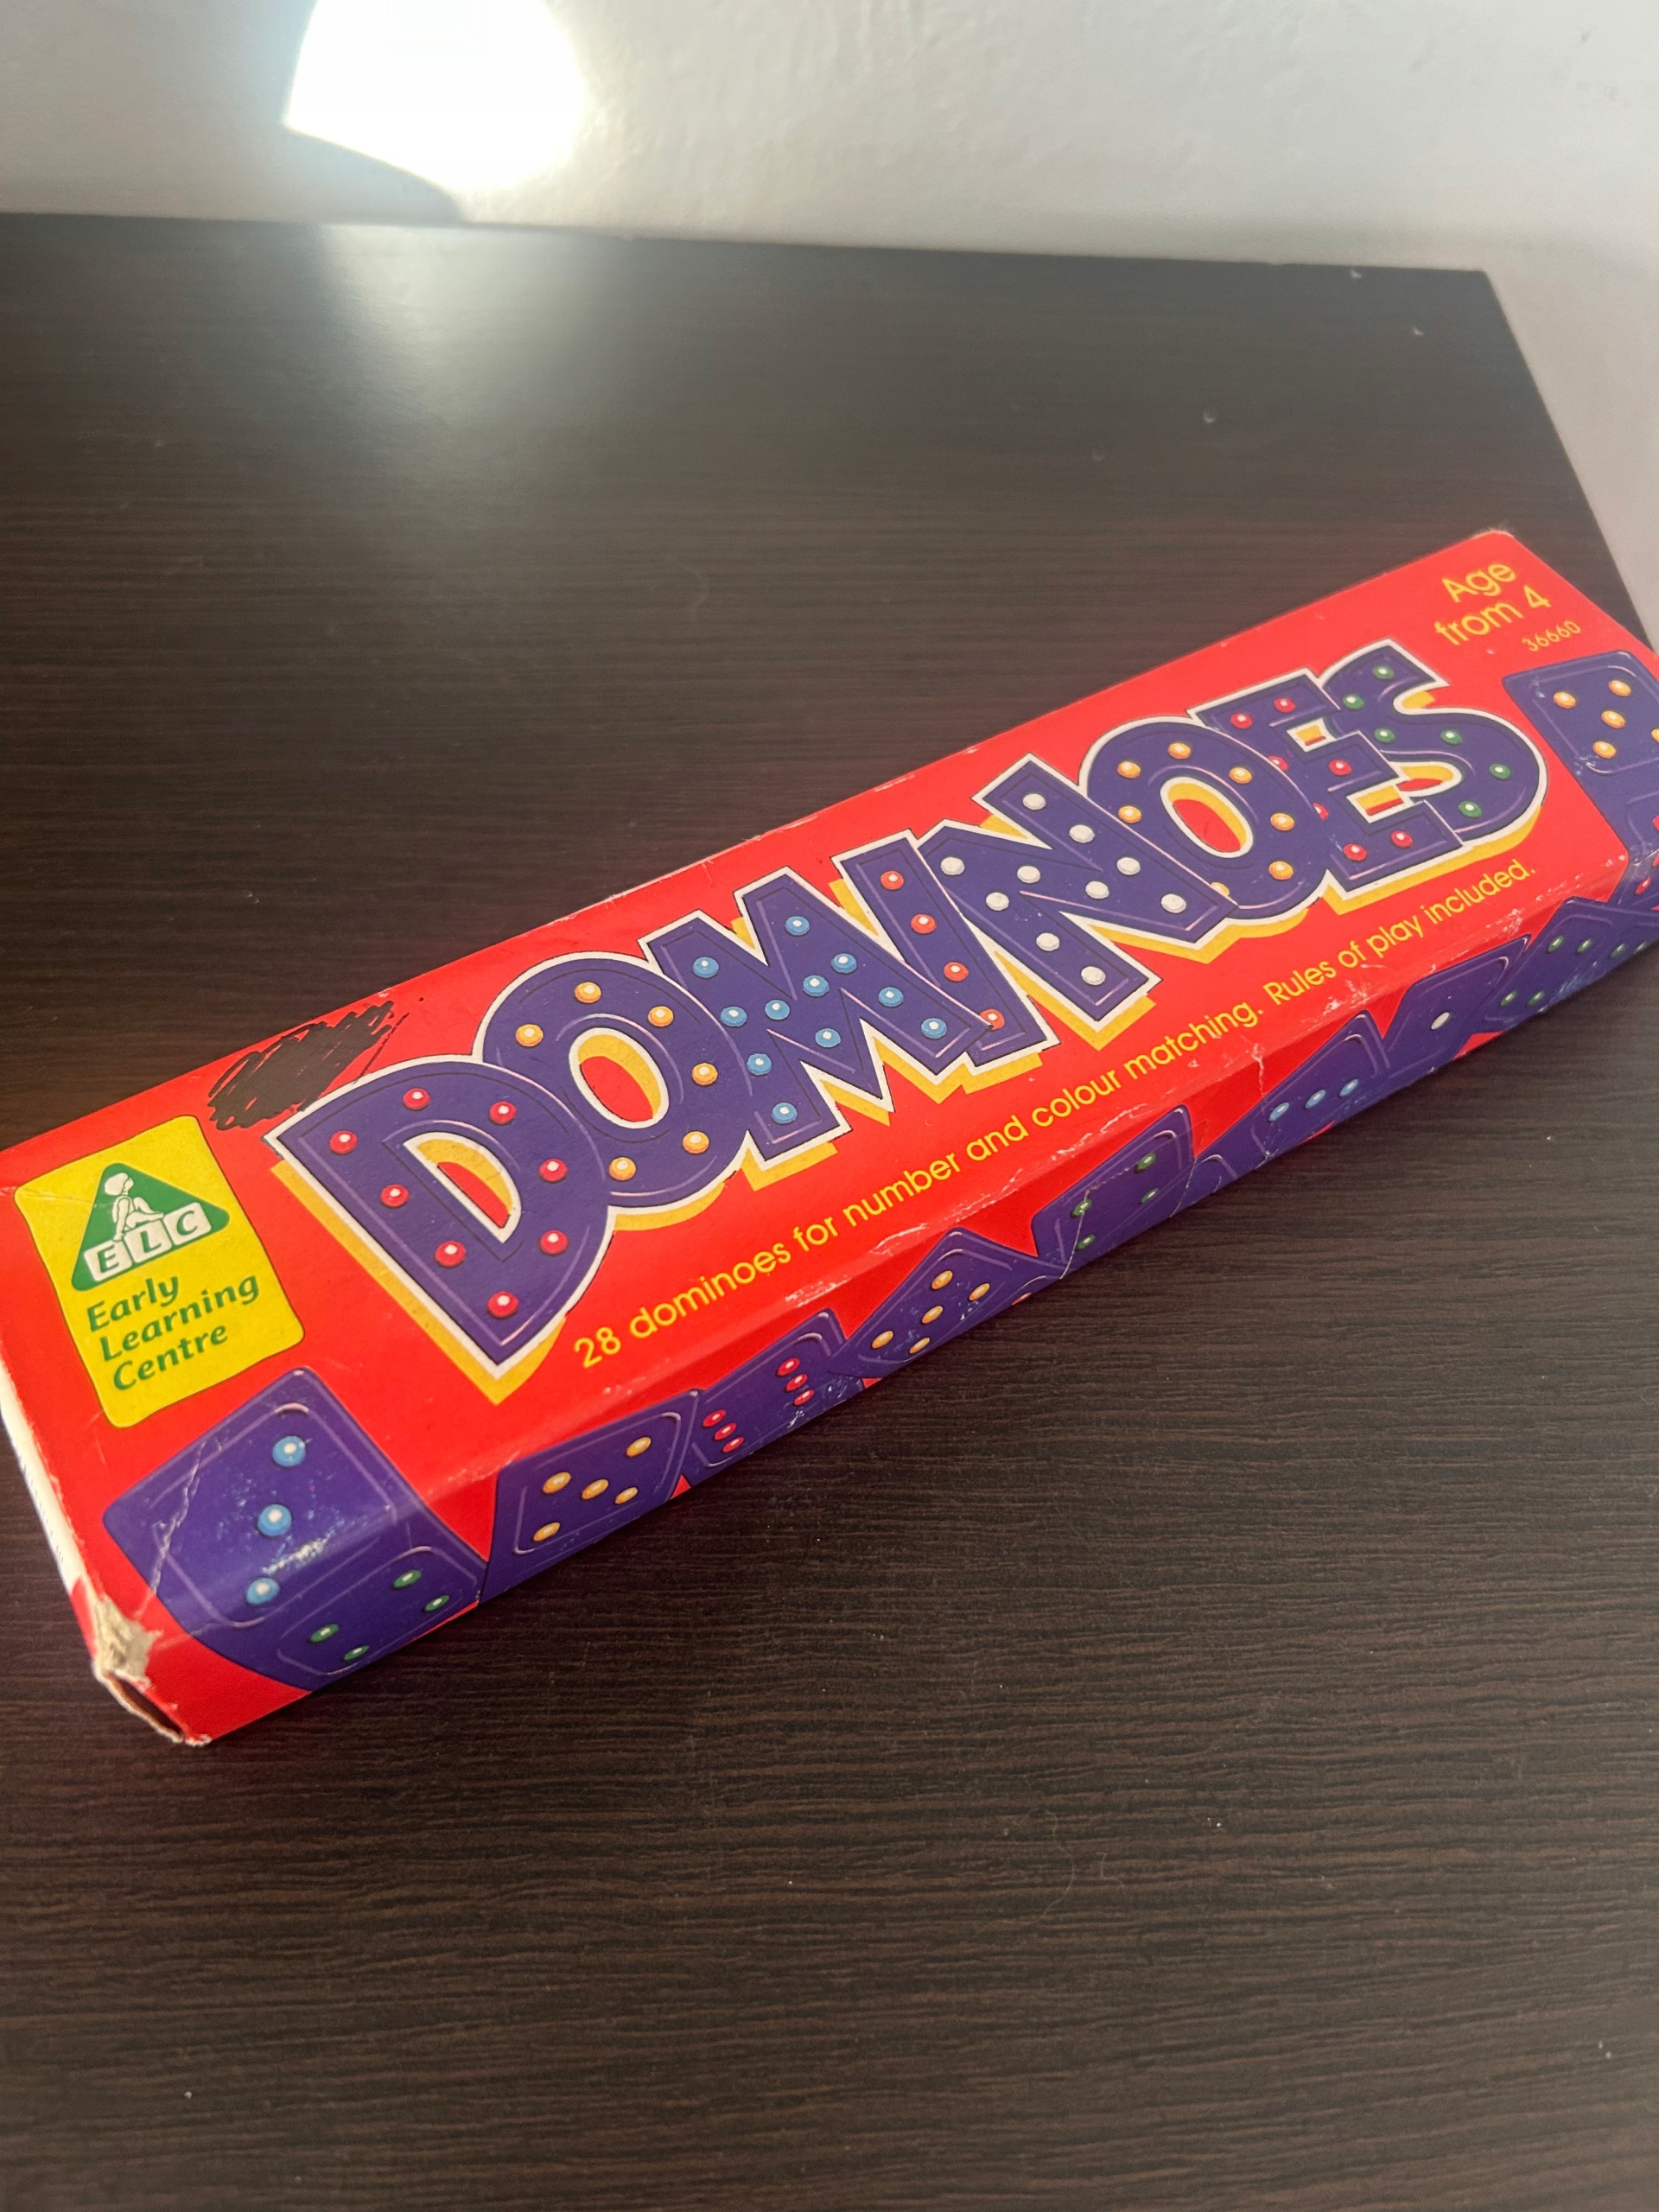 Age
from 4
36660
DOMINOES
28 dominoes for number and colour matching. Rules of play included.
ELC
Early
Learning
Centre